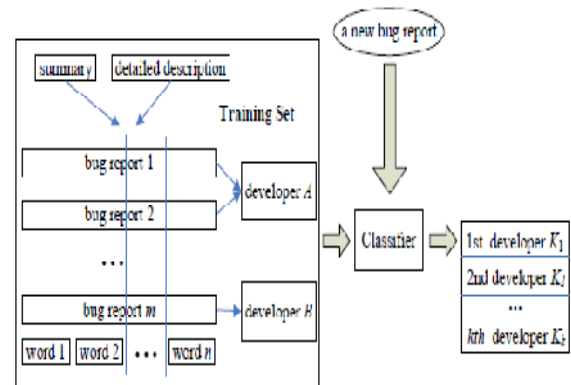 a new bug report
summary
detailed description
Training Set
bug report 1
developer A
bug report 2
...
bug report m
developer B
word 1 word 2 ... word n
Classifier
1st developer K1
2nd developer Kl
...
kth developer Kk